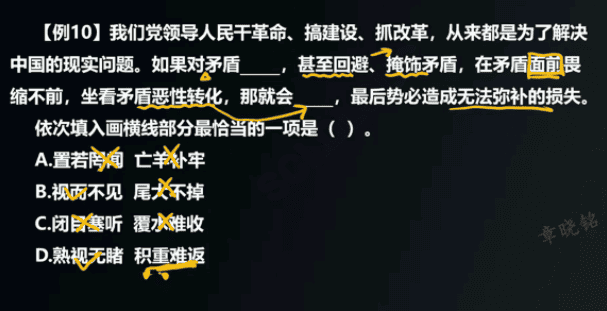 【例10】我们党领导人民干革命、搞建设、抓改革，从来都是为了解决
中国的现实问题。如果对矛盾____，甚至回避、掩饰矛盾，在矛盾面前畏
缩不前，坐看矛盾恶性转化，那就会____，最后势必造成无法弥补的损失。
依次填入画横线部分最恰当的一项是（ ）。
A.置若罔闻 亡羊补牢
B.视而不见 尾大不掉
C.闭目塞听 覆水难收
D.熟视无睹 积重难返
章晓铭